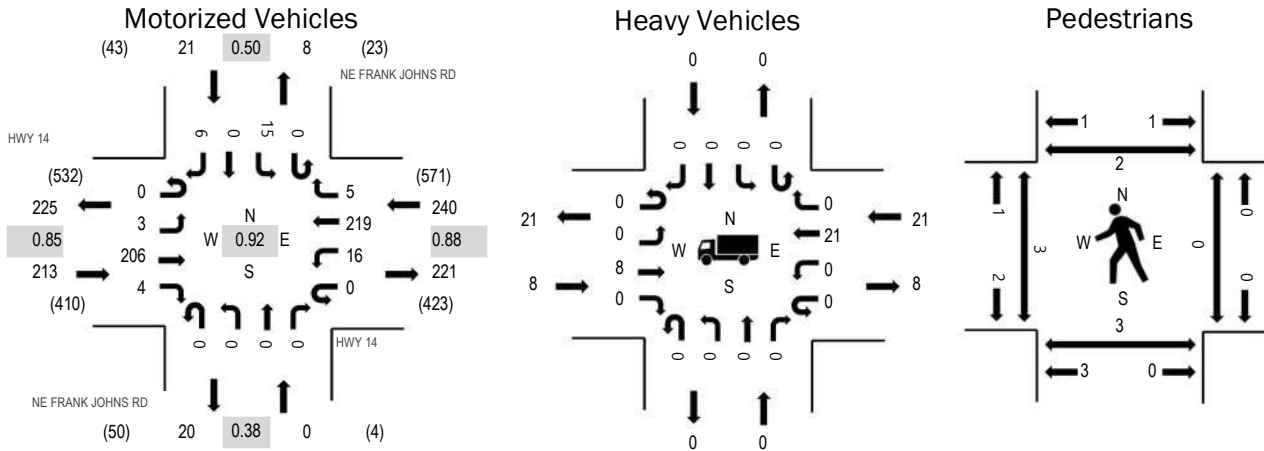 Motorized Vehicles
(43) 21 0.50 8 (23)
NE FRANK JOHNS RD
6 0 15 0
HWY 14
(532) 0 5 (571)
225 3 N 219 240
0.85 W 0.92 E 0.88
213 206 S 16 221
(410) 4 0 (423)
0 0 0 0
HWY 14
NE FRANK JOHNS RD
(50) 20 0.38 0 (4)
Heavy Vehicles
0 0
0 0 0 0
21 0 0 21
0 N 21
W E
8 8 S 0 8
0 0
0 0 0 0
0 0
Pedestrians
1 1
2
1 3 N 0 0
W E
2 S 0
3
3 0